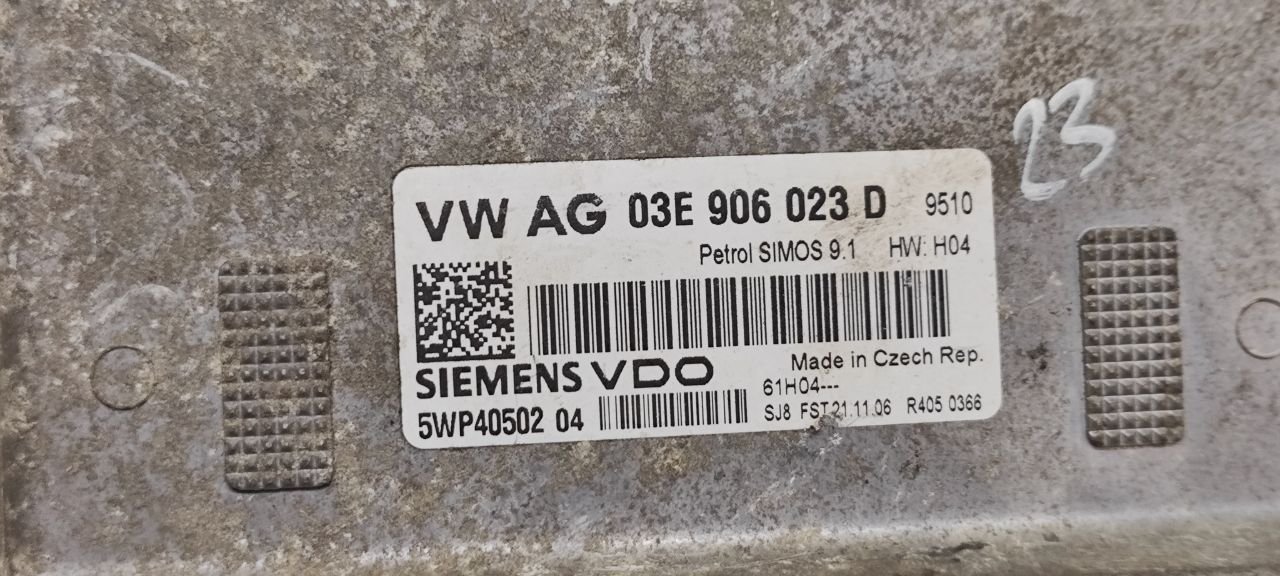 VW AG 03E 906 023 D 9510
Petrol SIMOS 9.1 HW: H04
SIEMENS VDO
Made in Czech Rep.
61H04---
5WP40502 04
SJ8 FST 21.11.06 R405 0366
23